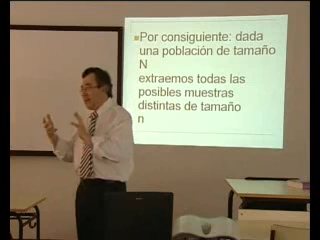 Por consiguiente: dada
una población de tamaño
N
extraemos todas las
posibles muestras
distintas de tamaño
n